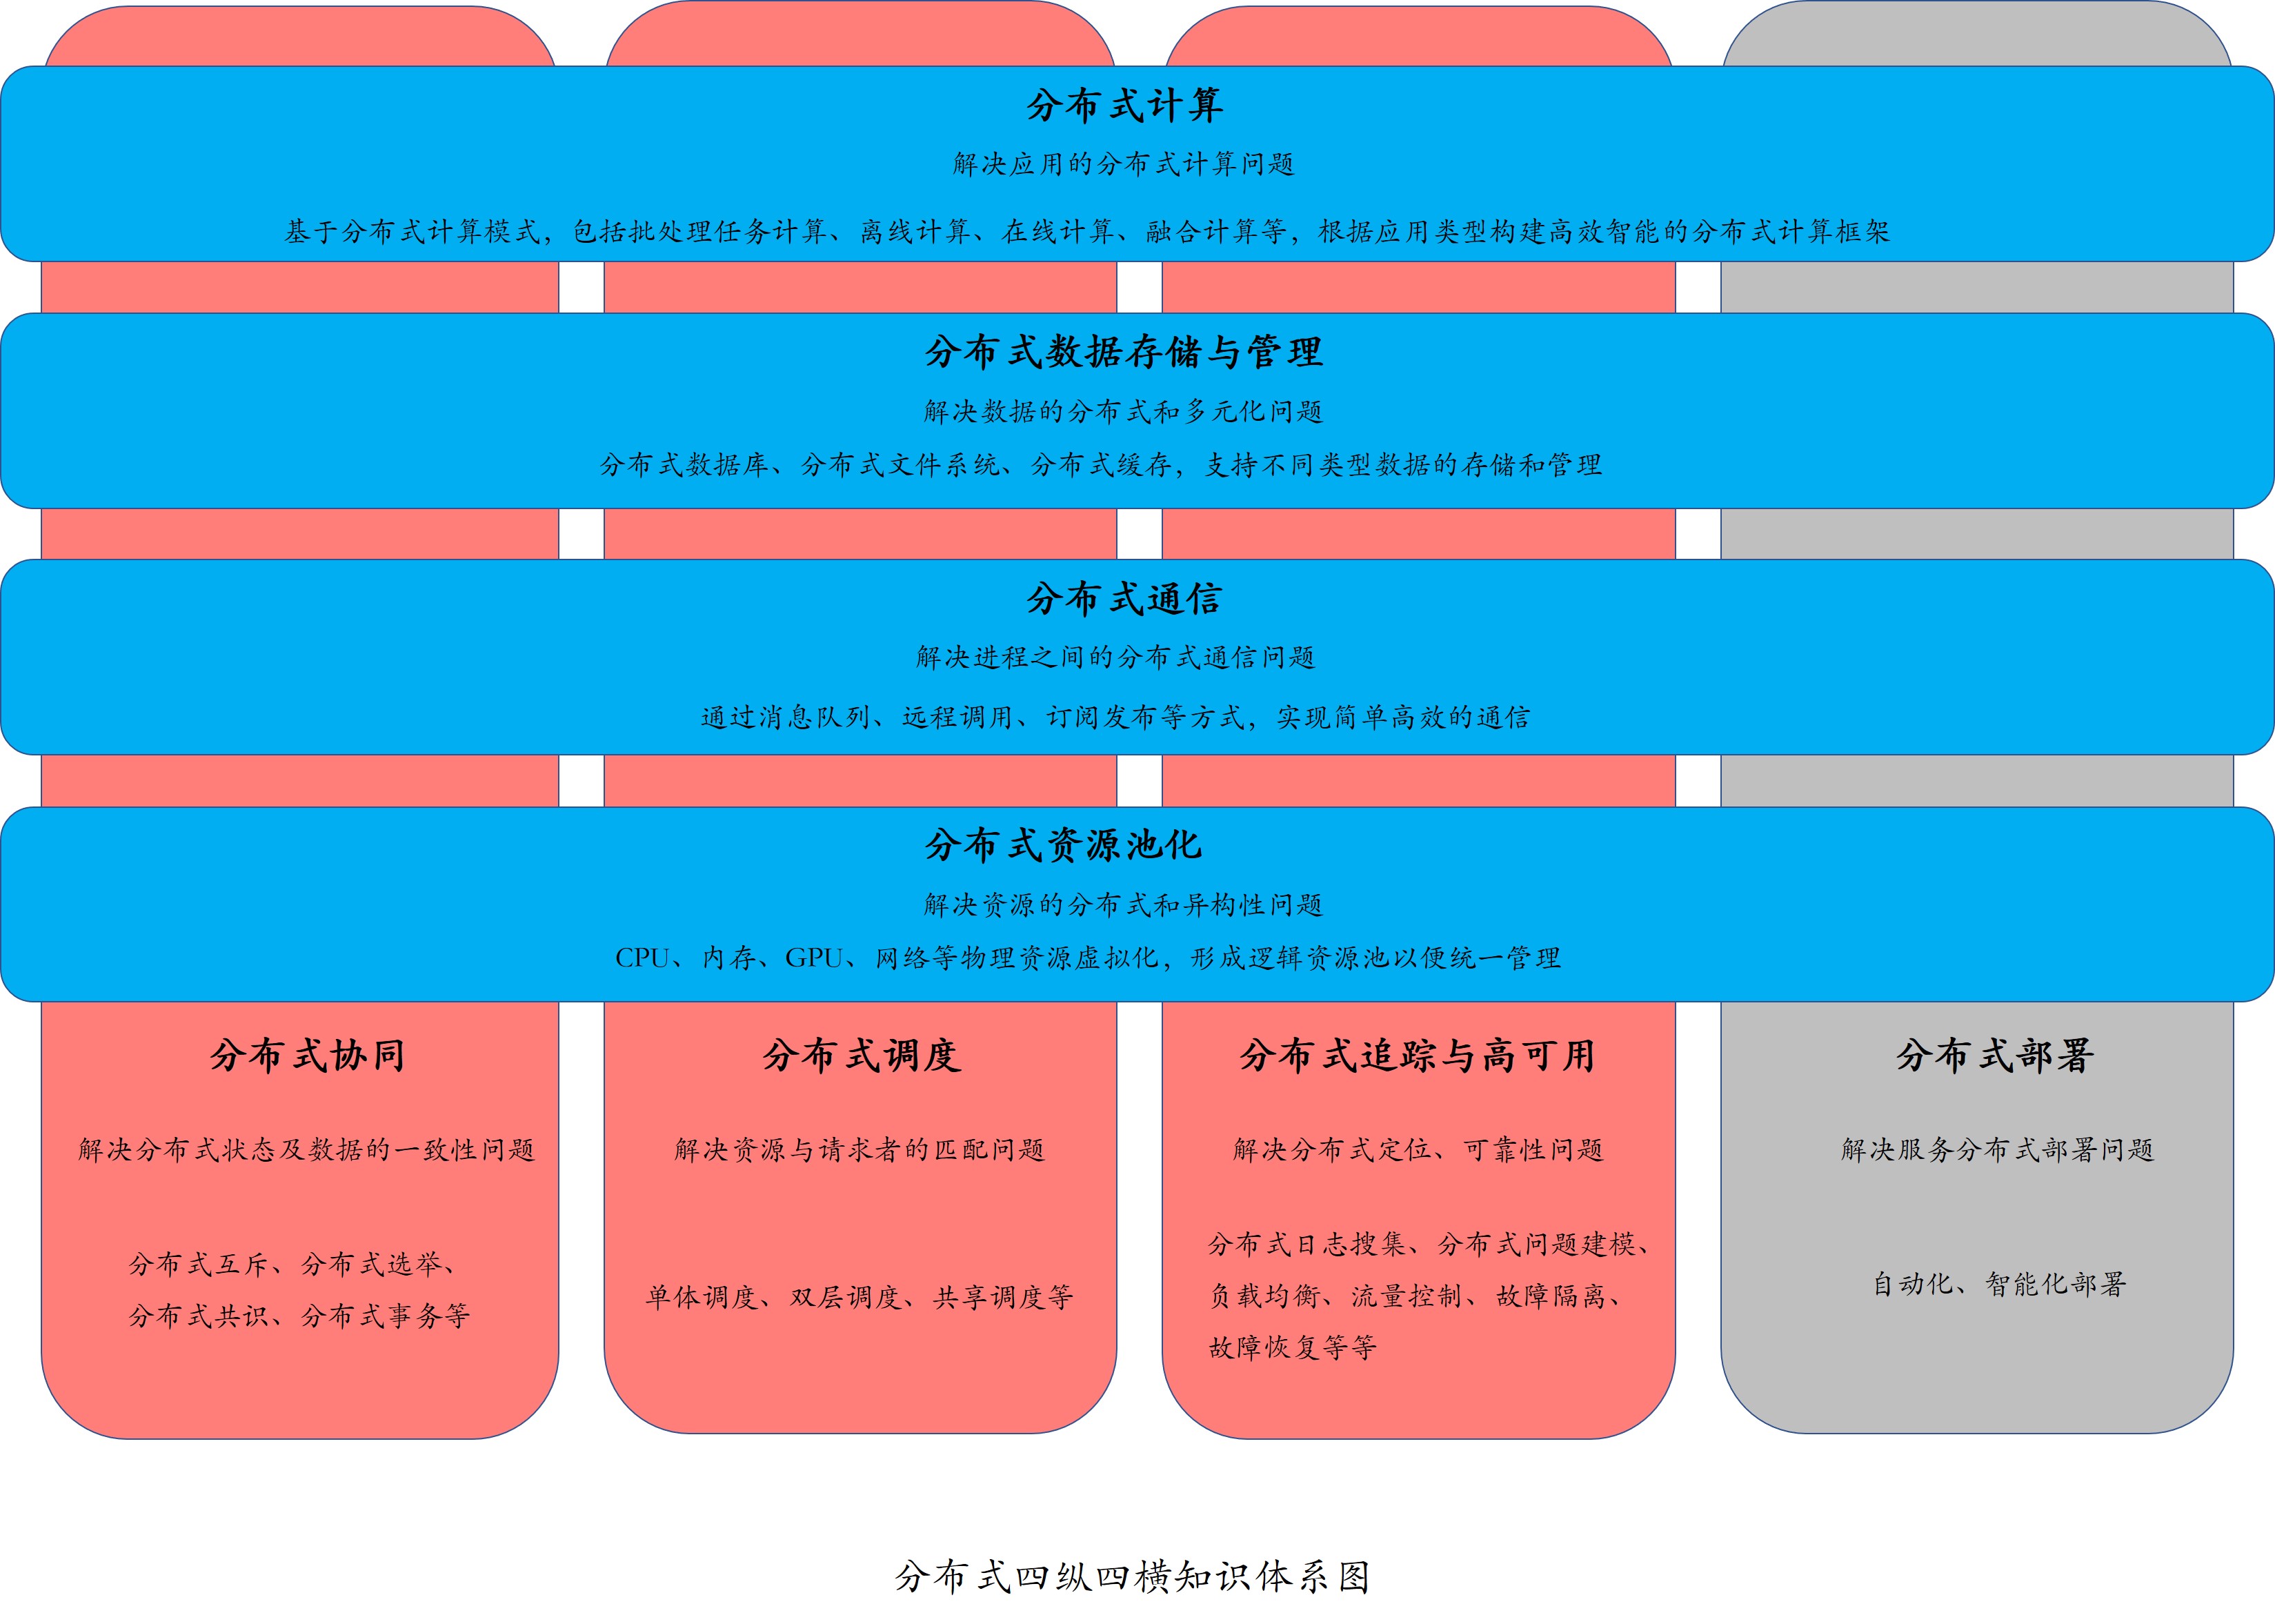 分布式计算
解决应用的分布式计算问题
基于分布式计算模式，包括批处理任务计算、离线计算、在线计算、融合计算等，根据应用类型构建高效智能的分布式计算框架
分布式数据存储与管理
解决数据的分布式和多元化问题
分布式数据库、分布式文件系统、分布式缓存，支持不同类型数据的存储和管理
分布式通信
解决进程之间的分布式通信问题
通过消息队列、远程调用、订阅发布等方式，实现简单高效的通信
分布式资源池化
解决资源的分布式和异构性问题
CPU、内存、GPU、网络等物理资源虚拟化，形成逻辑资源池以便统一管理
分布式协同
解决分布式状态及数据的一致性问题
分布式互斥、分布式选举、
分布式共识、分布式事务等
分布式调度
解决资源与请求者的匹配问题
单体调度、双层调度、共享调度等
分布式追踪与高可用
解决分布式定位、可靠性问题
分布式日志搜集、分布式问题建模、
负载均衡、流量控制、故障隔离、
故障恢复等等
分布式部署
解决服务分布式部署问题
自动化、智能化部署
分布式四纵四横知识体系图